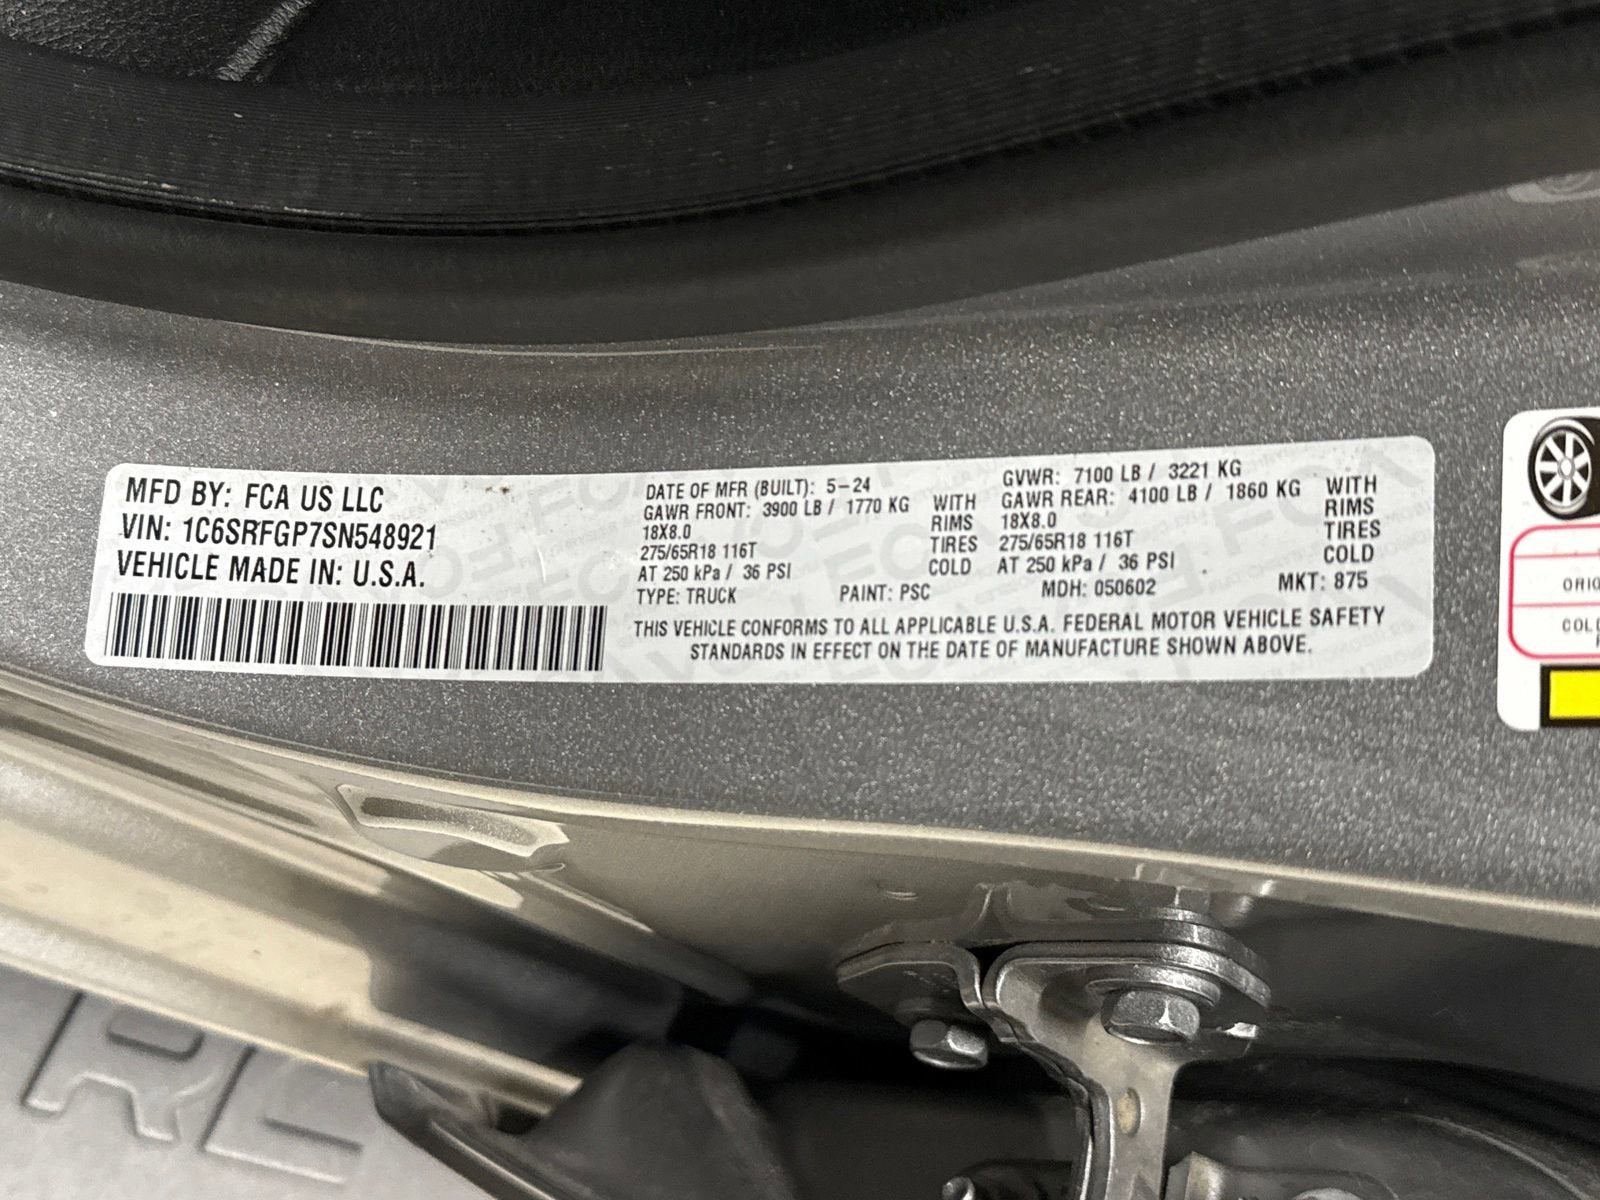 MFD BY: FCA US LLC
VIN: 1C6SRFGP7SN548921
VEHICLE MADE IN: U.S.A.
DATE OF MFR (BUILT): 5-24
GVWR: 7100 LB / 3221 KG
GAWR FRONT: 3900 LB / 1770 KG WITH
18X8.0 RIMS
275/65R18 116T TIRES
AT 250 kPa / 36 PSI COLD
GAWR REAR: 4100 LB / 1860 KG WITH
18X8.0 RIMS
275/65R18 116T TIRES
AT 250 kPa / 36 PSI COLD
TYPE: TRUCK PAINT: PSC MDH: 050602 MKT: 875
THIS VEHICLE CONFORMS TO ALL APPLICABLE U.S.A. FEDERAL MOTOR VEHICLE SAFETY
STANDARDS IN EFFECT ON THE DATE OF MANUFACTURE SHOWN ABOVE.
ORIG
COLD